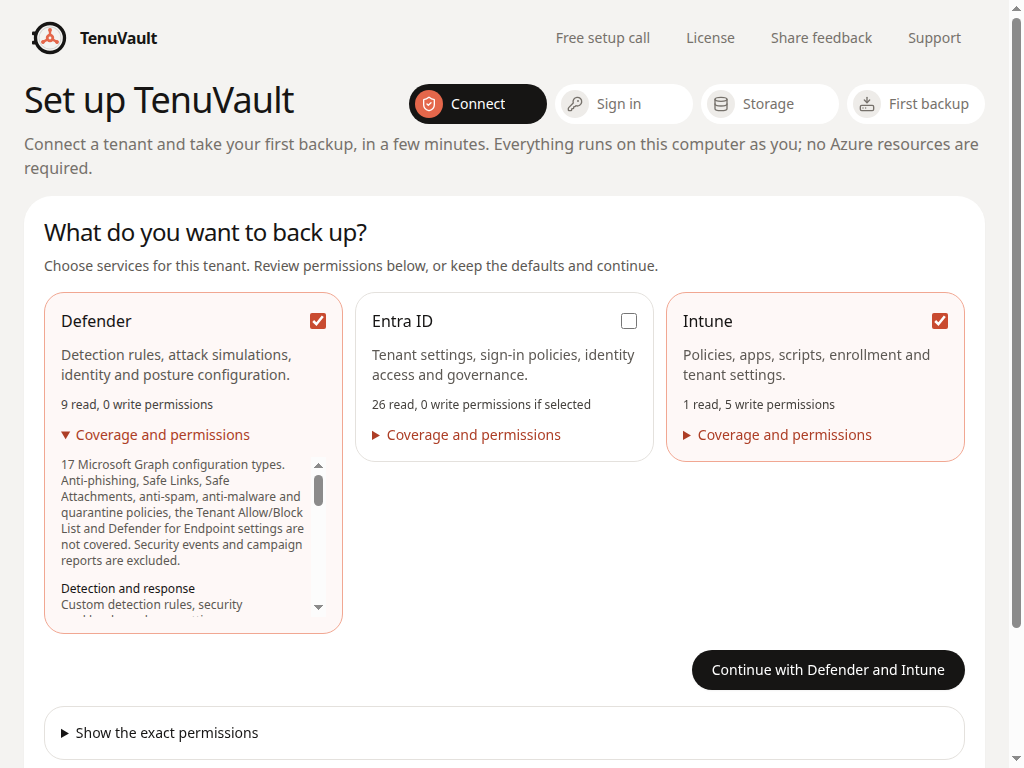 TenuVault
Free setup call
License
Share feedback
Support
Set up TenuVault
Connect
Sign in
Storage
First backup
Connect a tenant and take your first backup, in a few minutes. Everything runs on this computer as you; no Azure resources are
required.
What do you want to back up?
Choose services for this tenant. Review permissions below, or keep the defaults and continue.
Defender
Detection rules, attack simulations,
identity and posture configuration.
9 read, 0 write permissions
Coverage and permissions
17 Microsoft Graph configuration types.
Anti-phishing, Safe Links, Safe
Attachments, anti-spam, anti-malware and
quarantine policies, the Tenant Allow/Block
List and Defender for Endpoint settings are
not covered. Security events and campaign
reports are excluded.
Detection and response
Custom detection rules, security
Entra ID
Tenant settings, sign-in policies, identity
access and governance.
26 read, 0 write permissions if selected
Coverage and permissions
Intune
Policies, apps, scripts, enrollment and
tenant settings.
1 read, 5 write permissions
Coverage and permissions
Continue with Defender and Intune
Show the exact permissions